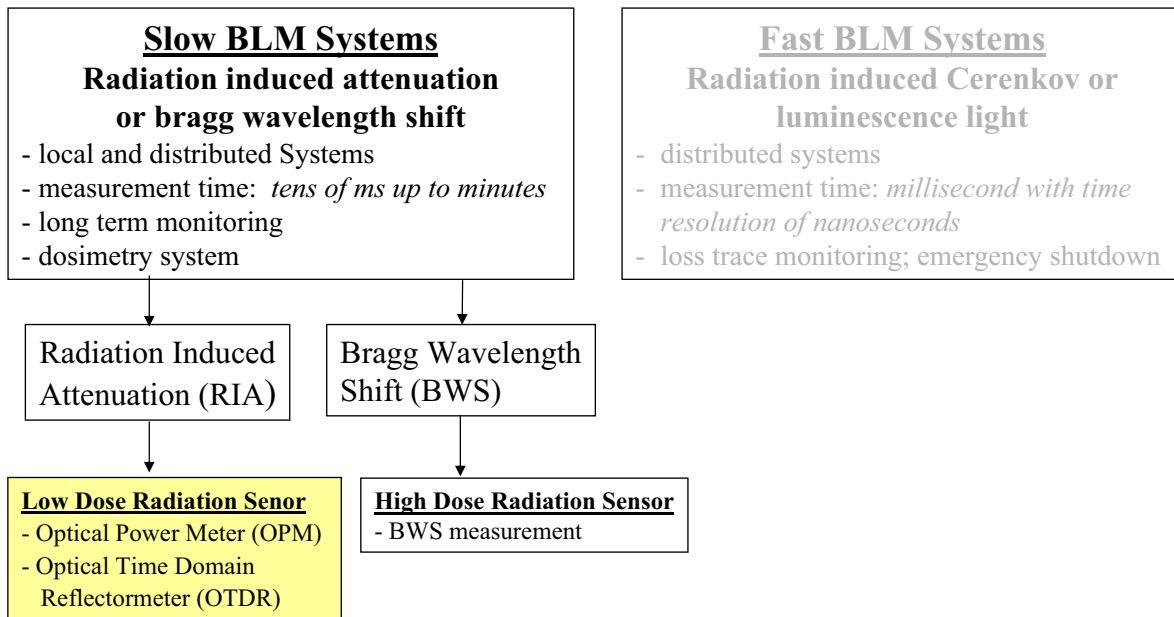 Slow BLM Systems
Radiation induced attenuation
or bragg wavelength shift
- local and distributed Systems
- measurement time: tens of ms up to minutes
- long term monitoring
- dosimetry system
Fast BLM Systems
Radiation induced Cerenkov or
luminescence light
- distributed systems
- measurement time: millisecond with time
resolution of nanoseconds
- loss trace monitoring; emergency shutdown
Radiation Induced
Attenuation (RIA)
Bragg Wavelength
Shift (BWS)
Low Dose Radiation Senor
- Optical Power Meter (OPM)
- Optical Time Domain
Reflectormeter (OTDR)
High Dose Radiation Sensor
- BWS measurement